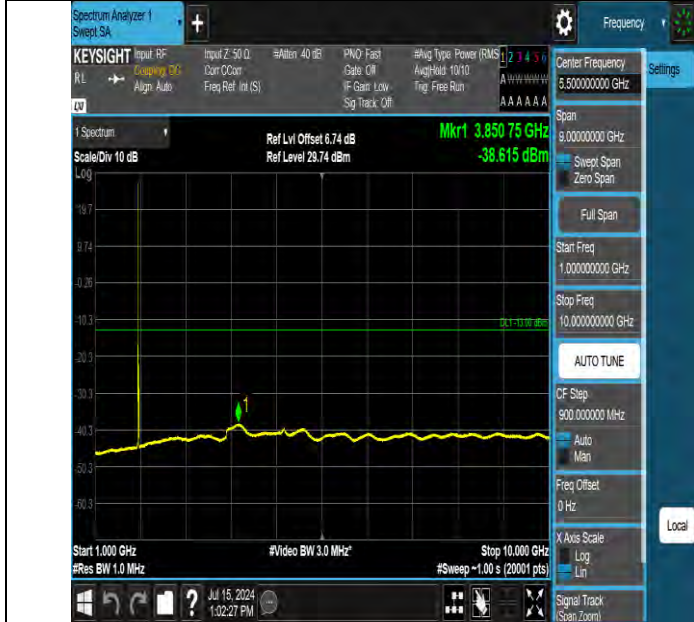 Spectrum Analyzer 1
Swept SA
Frequency
KEYSIGHT
RL
Input: RF
Coupling: DC
Align: Auto
Input Z: 50 Ω
Corr CCorr
Freq Ref: Int (S)
#Atten: 40 dB
PNO: Fast
Gate: Off
IF Gain: Low
Sig Track: Off
#Avg Type: Power (RMS
Avg|Hold: 10/10
Trig: Free Run
1 2 3 4 5 6
A W W W W W
A A A A A A
LXI
1 Spectrum
Scale/Div 10 dB
Log
Ref Lvl Offset 6.74 dB
Ref Level 29.74 dBm
Mkr1 3.850 75 GHz
-38.615 dBm
19.7
9.74
-0.26
-10.3
-20.3
-30.3
-40.3
-50.3
-60.3
DL1 -13.00 dBm
1
Start 1.000 GHz
#Res BW 1.0 MHz
#Video BW 3.0 MHz*
Stop 10.000 GHz
#Sweep ~1.00 s (20001 pts)
Jul 15, 2024
1:02:27 PM
Center Frequency
5.500000000 GHz
Settings
Span
9.00000000 GHz
Swept Span
Zero Span
Full Span
Start Freq
1.000000000 GHz
Stop Freq
10.000000000 GHz
AUTO TUNE
CF Step
900.000000 MHz
Auto
Man
Freq Offset
0 Hz
Local
X Axis Scale
Log
Lin
Signal Track
(Span Zoom)